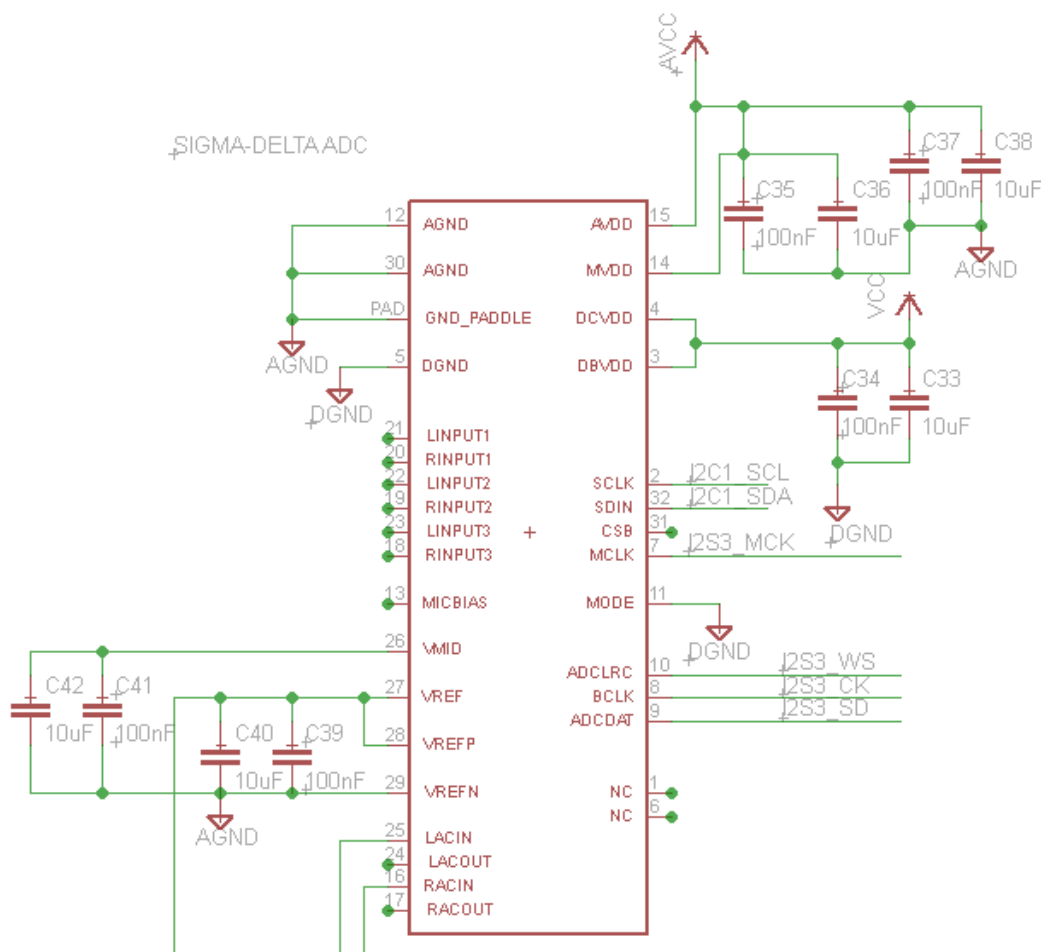 AVCC
SIGMA-DELTA ADC
C37 C38
100nF 10uF
C35 C36
100nF 10uF
AGND
12 AGND AVDD 15
30 AGND MVDD 14
PAD GND_PADDLE DCVDD 4
5 DGND DBVDD 3
AGND
DGND
VCC
C34 C33
100nF 10uF
DGND
21 LINPUT1
20 RINPUT1
22 LINPUT2 SCLK 2 I2C1_SCL
19 RINPUT2 SDIN 32 I2C1_SDA
23 LINPUT3 CSB 31
18 RINPUT3 MCLK 7 I2S3_MCK
13 MICBIAS MODE 11
DGND
26 VMID
ADCLRC 10 I2S3_WS
27 VREF BCLK 8 I2S3_CK
ADCDAT 9 I2S3_SD
28 VREFP
C42 C41
10uF 100nF
C40 C39
10uF 100nF
29 VREFN NC 1
NC 6
AGND
25 LACIN
24 LACOUT
16 RACIN
17 RACOUT